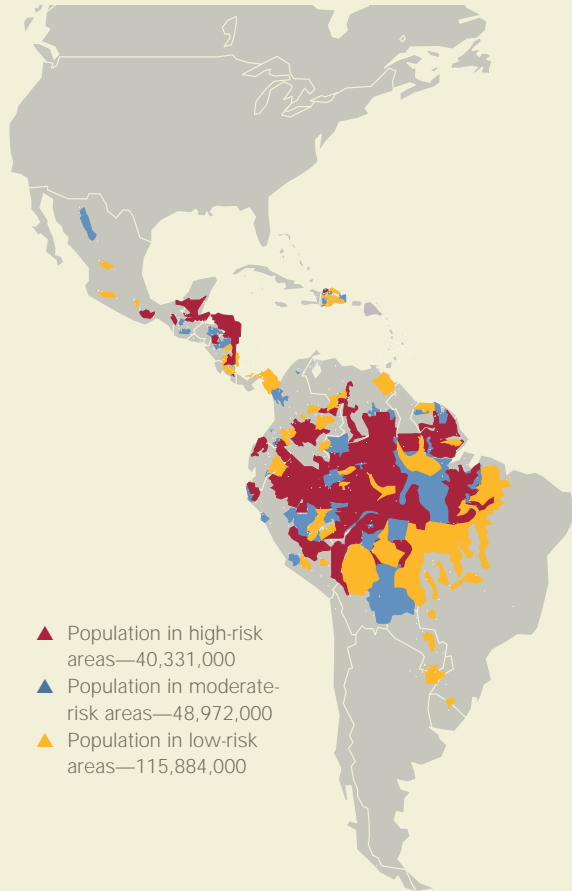 Population in high-risk
areas—40,331,000
Population in moderate-
risk areas—48,972,000
Population in low-risk
areas—115,884,000